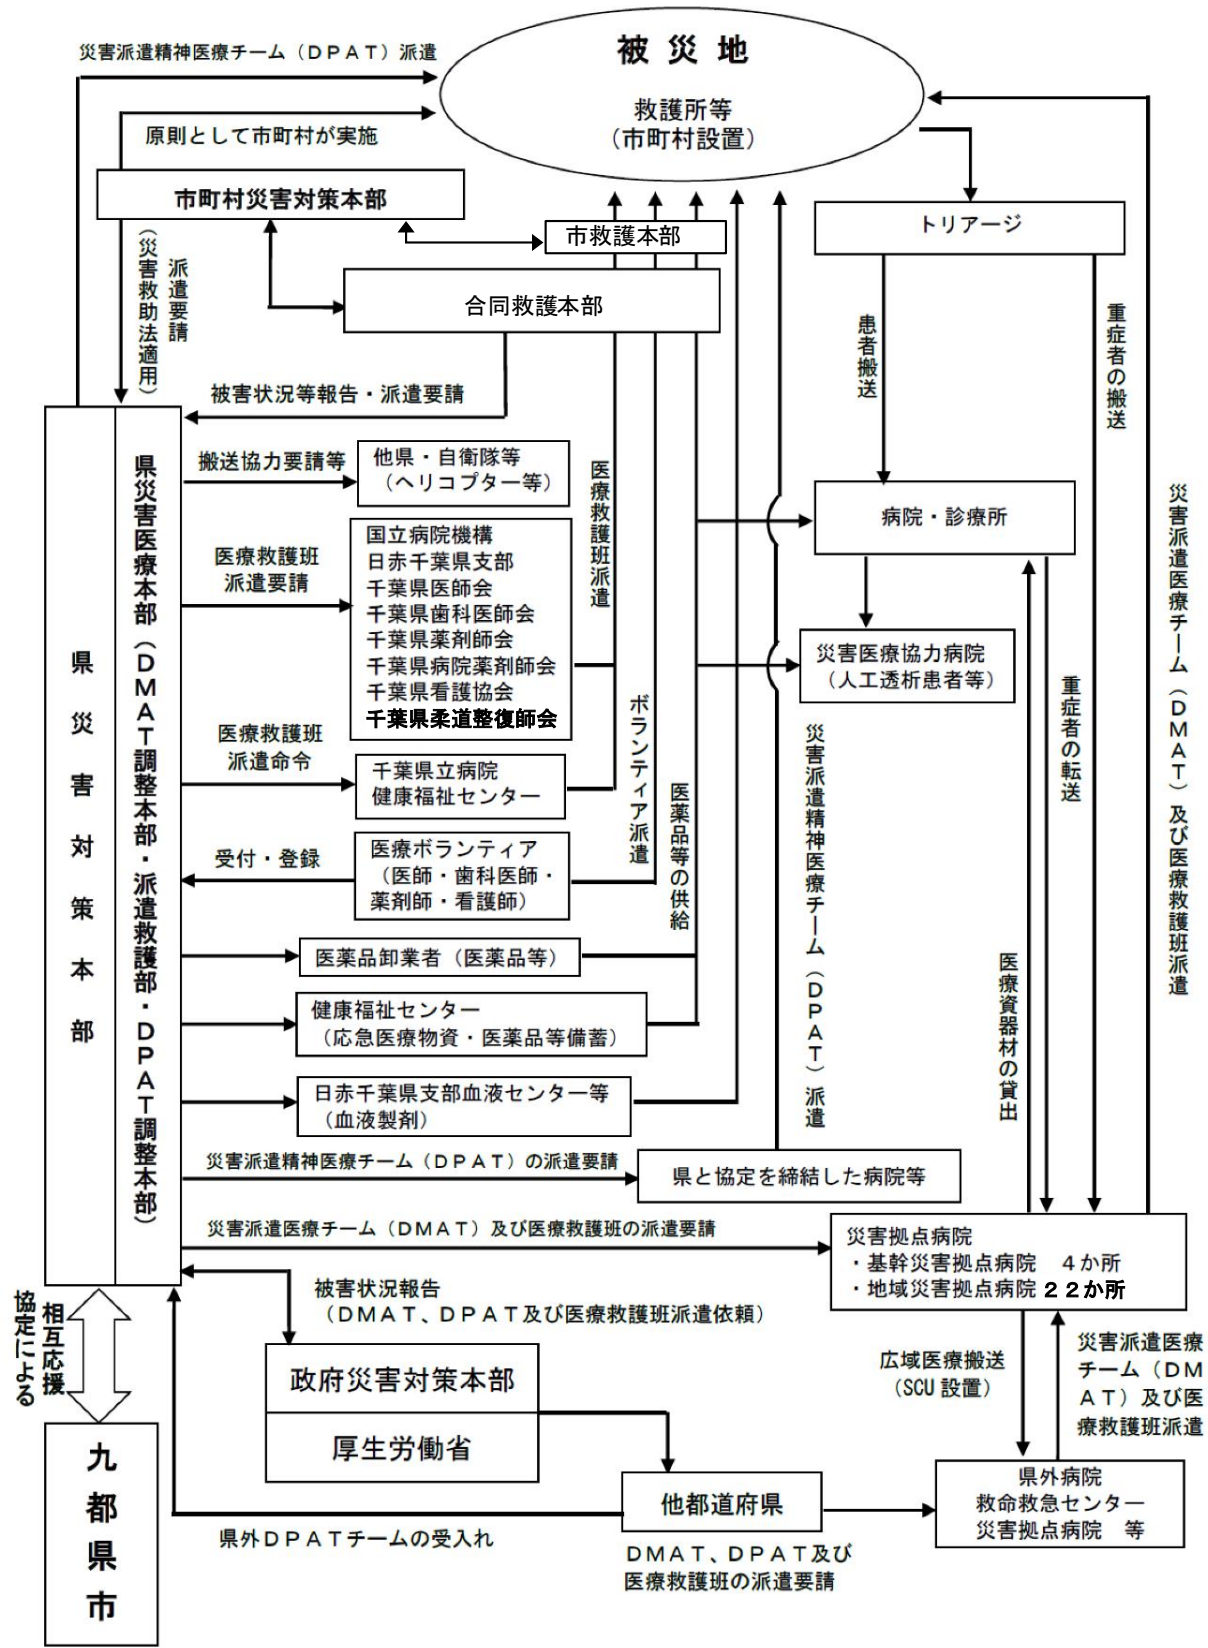 災害派遣精神医療チーム（ＤＰＡＴ）派遣
被 災 地
救護所等
（市町村設置）
原則として市町村が実施
市町村災害対策本部
市救護本部
トリアージ
派遣要請
（災害救助法適用）
合同救護本部
患者搬送
重症者の搬送
被害状況等報告・派遣要請
県災害対策本部
県災害医療本部（ＤＭＡＴ調整本部・派遣救護部・ＤＰＡＴ調整本部）
搬送協力要請等
他県・自衛隊等
（ヘリコプター等）
医療救護班派遣
病院・診療所
災害派遣医療チーム（ＤＭＡＴ）及び医療救護班派遣
医療救護班
派遣要請
国立病院機構
日赤千葉県支部
千葉県医師会
千葉県歯科医師会
千葉県薬剤師会
千葉県病院薬剤師会
千葉県看護協会
千葉県柔道整復師会
災害医療協力病院
（人工透析患者等）
重症者の転送
ボランティア派遣
災害派遣精神医療チーム（ＤＰＡＴ）派遣
医療救護班
派遣命令
千葉県立病院
健康福祉センター
医薬品等の供給
受付・登録
医療ボランティア
（医師・歯科医師・
薬剤師・看護師）
医療資器材の貸出
医薬品卸業者（医薬品等）
健康福祉センター
（応急医療物資・医薬品等備蓄）
日赤千葉県支部血液センター等
（血液製剤）
災害派遣精神医療チーム（ＤＰＡＴ）の派遣要請
県と協定を締結した病院等
災害派遣医療チーム（ＤＭＡＴ）及び医療救護班の派遣要請
災害拠点病院
・基幹災害拠点病院　４か所
・地域災害拠点病院 ２２か所
被害状況報告
（ＤＭＡＴ、ＤＰＡＴ及び医療救護班派遣依頼）
相互応援
協定による
政府災害対策本部
厚生労働省
広域医療搬送
（SCU 設置）
災害派遣医療
チーム（ＤＭ
ＡＴ）及び医
療救護班派遣
九都県市
他都道府県
県外病院
救命救急センター
災害拠点病院　等
県外ＤＰＡＴチームの受入れ
ＤＭＡＴ、ＤＰＡＴ及び
医療救護班の派遣要請